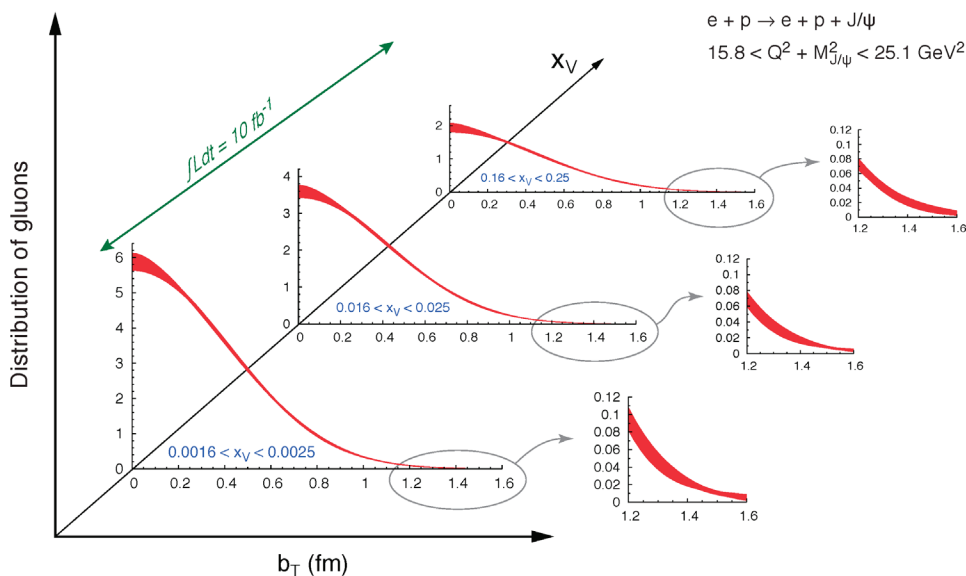 e + p → e + p + J/ψ
15.8 < Q² + M²_J/ψ < 25.1 GeV²
x_V
∫Ldt = 10 fb⁻¹
Distribution of gluons
2
1
0
0 0.2 0.4 0.6 0.8 1 1.2 1.4 1.6
0.16 < x_V < 0.25
0.12
0.1
0.08
0.06
0.04
0.02
0
1.2 1.4 1.6
4
3
2
1
0
0 0.2 0.4 0.6 0.8 1 1.2 1.4 1.6
0.016 < x_V < 0.025
0.12
0.1
0.08
0.06
0.04
0.02
0
1.2 1.4 1.6
6
5
4
3
2
1
0
0 0.2 0.4 0.6 0.8 1 1.2 1.4 1.6
0.0016 < x_V < 0.0025
0.12
0.1
0.08
0.06
0.04
0.02
0
1.2 1.4 1.6
b_T (fm)